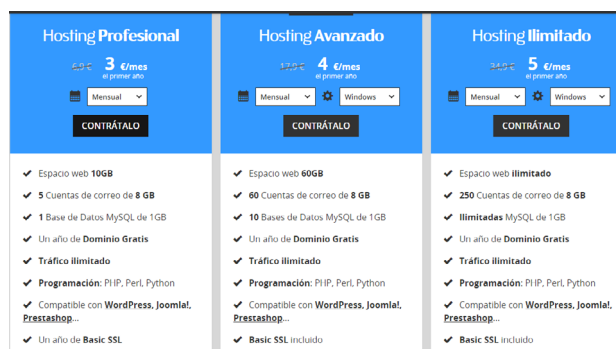 Hosting Profesional
6.9 € 3 €/mes
el primer año
Mensual
CONTRÁTALO
Espacio web 10GB
5 Cuentas de correo de 8 GB
1 Base de Datos MySQL de 1GB
Un año de Dominio Gratis
Tráfico ilimitado
Programación: PHP, Perl, Python
Compatible con WordPress, Joomla!,
Prestashop...
Un año de Basic SSL
Hosting Avanzado
17.9 € 4 €/mes
el primer año
Mensual Windows
CONTRÁTALO
Espacio web 60GB
60 Cuentas de correo de 8 GB
10 Bases de Datos MySQL de 1GB
Un año de Dominio Gratis
Tráfico ilimitado
Programación: PHP, Perl, Python
Compatible con WordPress, Joomla!,
Prestashop...
Basic SSL incluido
Hosting Ilimitado
34.9 € 5 €/mes
el primer año
Mensual Windows
CONTRÁTALO
Espacio web ilimitado
250 Cuentas de correo de 8 GB
Ilimitadas MySQL de 1GB
Un año de Dominio Gratis
Tráfico ilimitado
Programación: PHP, Perl, Python
Compatible con WordPress, Joomla!,
Prestashop...
Basic SSL incluido